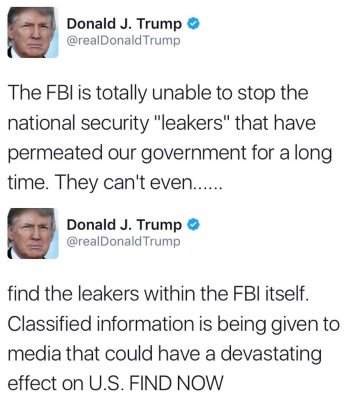 Donald J. Trump
@realDonaldTrump
The FBI is totally unable to stop the
national security "leakers" that have
permeated our government for a long
time. They can't even......
Donald J. Trump
@realDonaldTrump
find the leakers within the FBI itself.
Classified information is being given to
media that could have a devastating
effect on U.S. FIND NOW